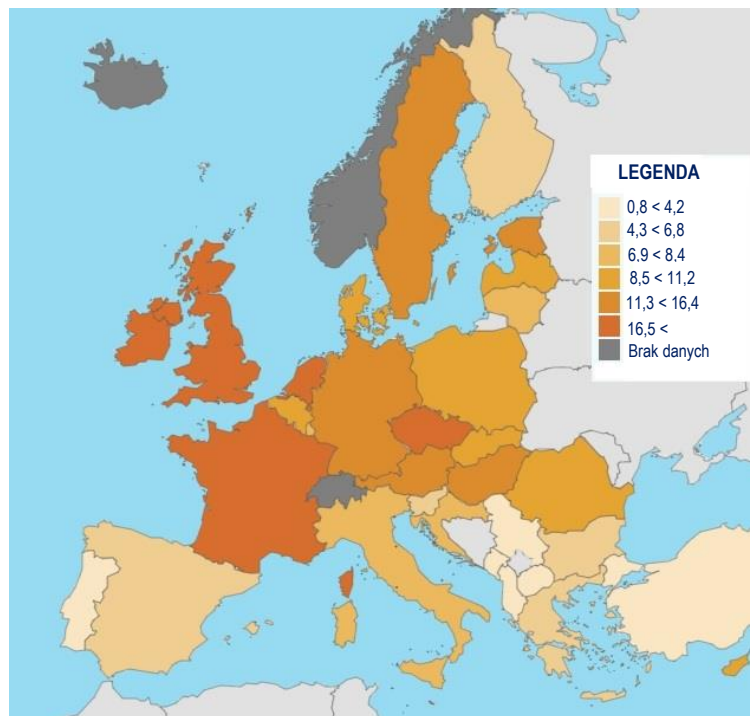 LEGENDA
0,8 < 4,2
4,3 < 6,8
6,9 < 8,4
8,5 < 11,2
11,3 < 16,4
16,5 <
Brak danych